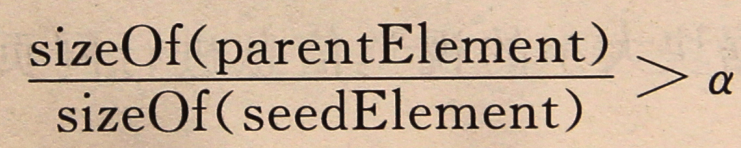 sizeOf(parentElement)
sizeOf(seedElement)
> α